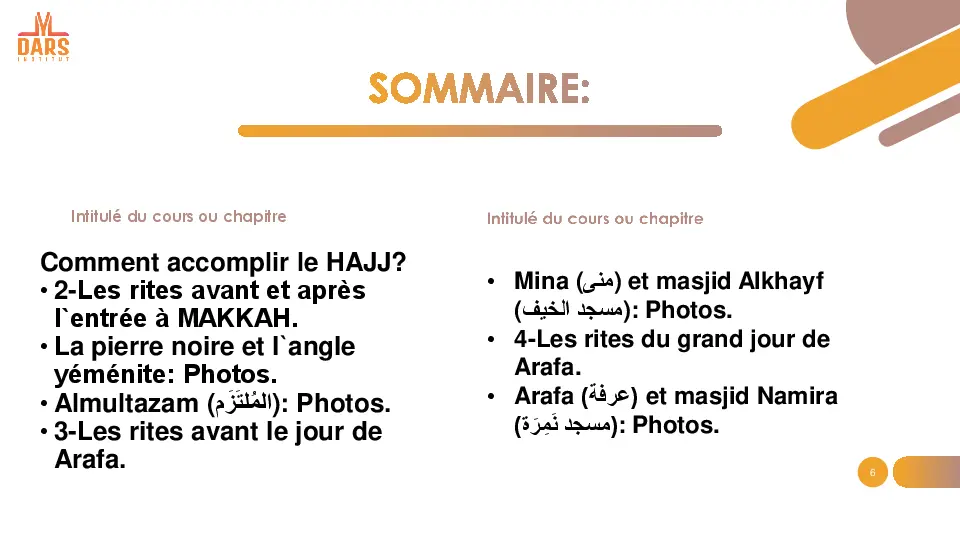 DARS
INSTITUT
SOMMAIRE:
Intitulé du cours ou chapitre
Comment accomplir le HAJJ?
• 2-Les rites avant et après
l`entrée à MAKKAH.
• La pierre noire et l`angle
yéménite: Photos.
• Almultazam (المُلتَزَم): Photos.
• 3-Les rites avant le jour de
Arafa.
Intitulé du cours ou chapitre
• Mina (منى) et masjid Alkhayf
(مسجد الخيف): Photos.
• 4-Les rites du grand jour de
Arafa.
• Arafa (عرفة) et masjid Namira
(مسجد نَمِرَة): Photos.
6